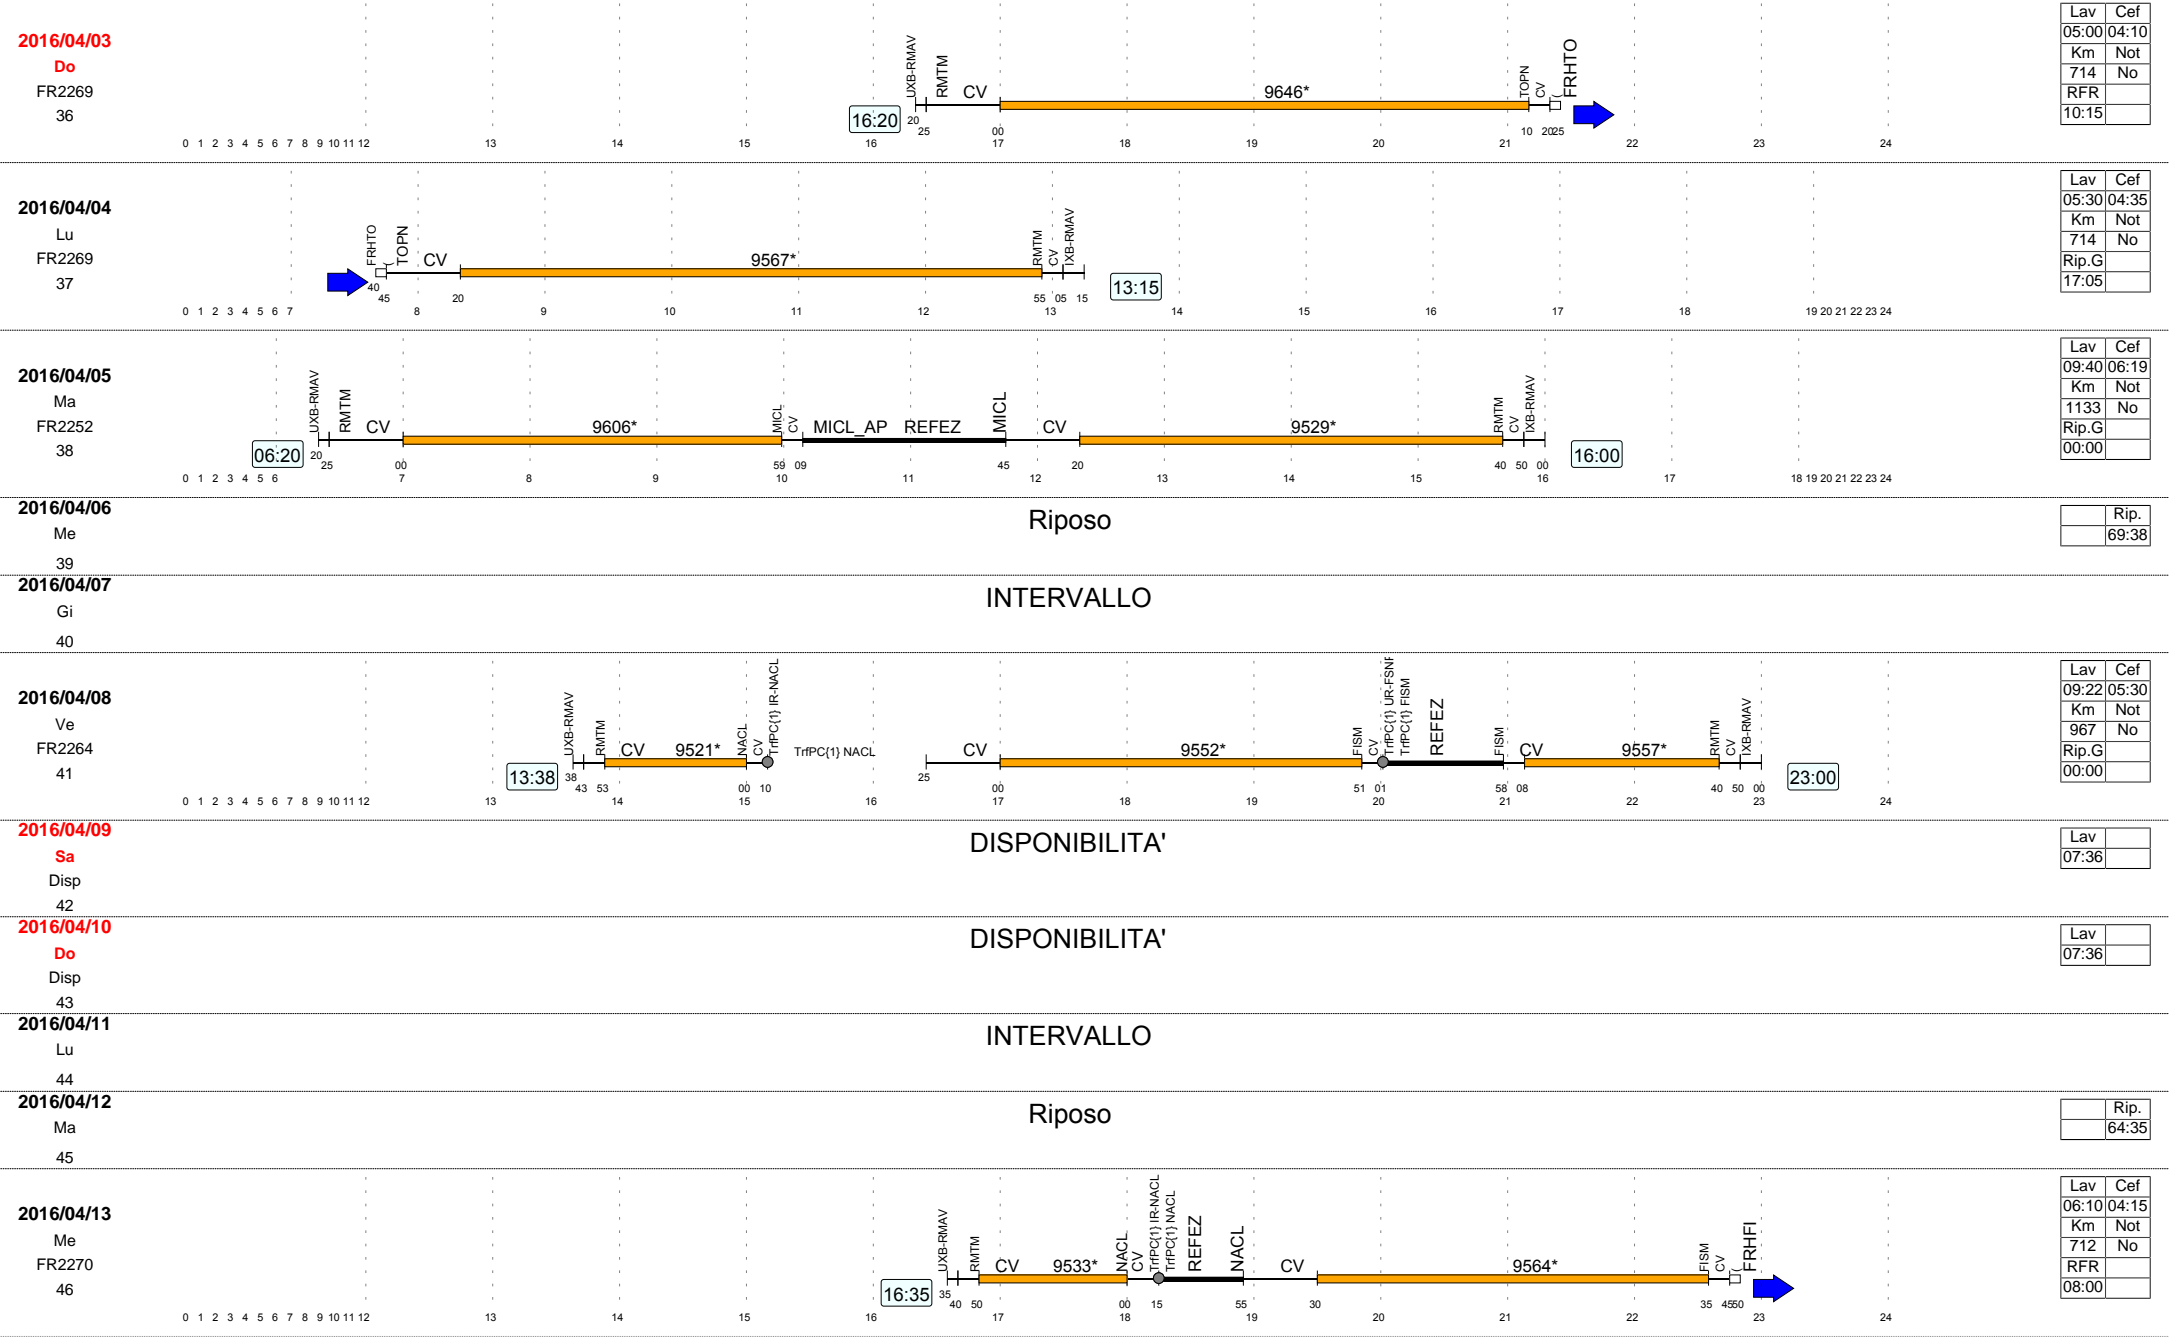 2016/04/03
Do
FR2269
36
16:20
UXB-RMAV
RMTM
CV
9646*
TOPN
CV
(
FRHTO
20 25 00 10 20 25
0 1 2 3 4 5 6 7 8 9 10 11 12 13 14 15 16 17 18 19 20 21 22 23 24
Lav Cef
05:00 04:10
Km Not
714 No
RFR
10:15
2016/04/04
Lu
FR2269
37
FRHTO
(
TOPN
CV
9567*
RMTM
CV
IXB-RMAV
13:15
40 45 20 55 05 15
0 1 2 3 4 5 6 7 8 9 10 11 12 13 14 15 16 17 18 19 20 21 22 23 24
Lav Cef
05:30 04:35
Km Not
714 No
Rip.G
17:05
2016/04/05
Ma
FR2252
38
06:20
UXB-RMAV
RMTM
CV
9606*
MICL
CV
MICL_AP REFEZ
MICL
CV
9529*
RMTM
CV
IXB-RMAV
16:00
20 25 00 59 09 45 20 40 50 00
0 1 2 3 4 5 6 7 8 9 10 11 12 13 14 15 16 17 18 19 20 21 22 23 24
Lav Cef
09:40 06:19
Km Not
1133 No
Rip.G
00:00
2016/04/06
Me
39
Riposo
Rip.
69:38
2016/04/07
Gi
40
INTERVALLO
2016/04/08
Ve
FR2264
41
13:38
UXB-RMAV
RMTM
CV
9521*
NACL
CV
TrfPC{1} IR-NACL
TrfPC{1} NACL
CV
9552*
FISM
CV
TrfPC{1} UR-FSNF
TrfPC{1} FISM
REFEZ
FISM
CV
9557*
RMTM
CV
IXB-RMAV
23:00
38 43 53 00 10 25 00 51 01 58 08 40 50 00
0 1 2 3 4 5 6 7 8 9 10 11 12 13 14 15 16 17 18 19 20 21 22 23 24
Lav Cef
09:22 05:30
Km Not
967 No
Rip.G
00:00
2016/04/09
Sa
Disp
42
DISPONIBILITA'
Lav
07:36
2016/04/10
Do
Disp
43
DISPONIBILITA'
Lav
07:36
2016/04/11
Lu
44
INTERVALLO
2016/04/12
Ma
45
Riposo
Rip.
64:35
2016/04/13
Me
FR2270
46
16:35
UXB-RMAV
RMTM
CV
9533*
NACL
CV
TrfPC{1} IR-NACL
TrfPC{1} NACL
REFEZ
NACL
CV
9564*
FISM
CV
(
FRHFI
35 40 50 00 15 55 30 35 45 50
0 1 2 3 4 5 6 7 8 9 10 11 12 13 14 15 16 17 18 19 20 21 22 23 24
Lav Cef
06:10 04:15
Km Not
712 No
RFR
08:00